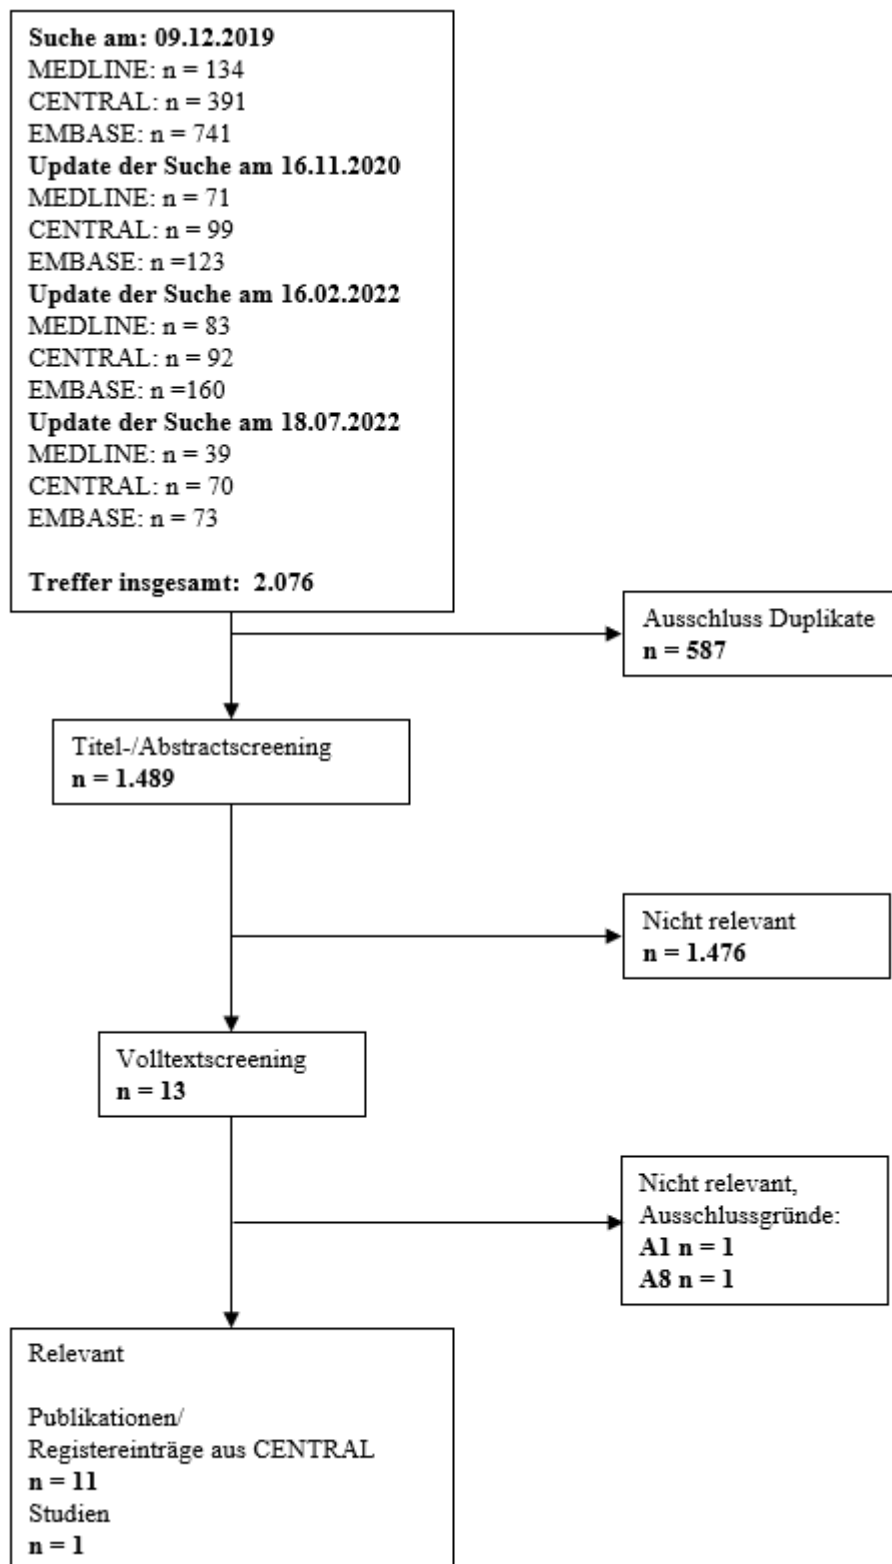 Suche am: 09.12.2019
MEDLINE: n = 134
CENTRAL: n = 391
EMBASE: n = 741
Update der Suche am 16.11.2020
MEDLINE: n = 71
CENTRAL: n = 99
EMBASE: n =123
Update der Suche am 16.02.2022
MEDLINE: n = 83
CENTRAL: n = 92
EMBASE: n =160
Update der Suche am 18.07.2022
MEDLINE: n = 39
CENTRAL: n = 70
EMBASE: n = 73
Treffer insgesamt: 2.076
Ausschluss Duplikate
n = 587
Titel-/Abstractscreening
n = 1.489
Nicht relevant
n = 1.476
Volltextscreening
n = 13
Nicht relevant,
Ausschlussgründe:
A1 n = 1
A8 n = 1
Relevant
Publikationen/
Registereinträge aus CENTRAL
n = 11
Studien
n = 1